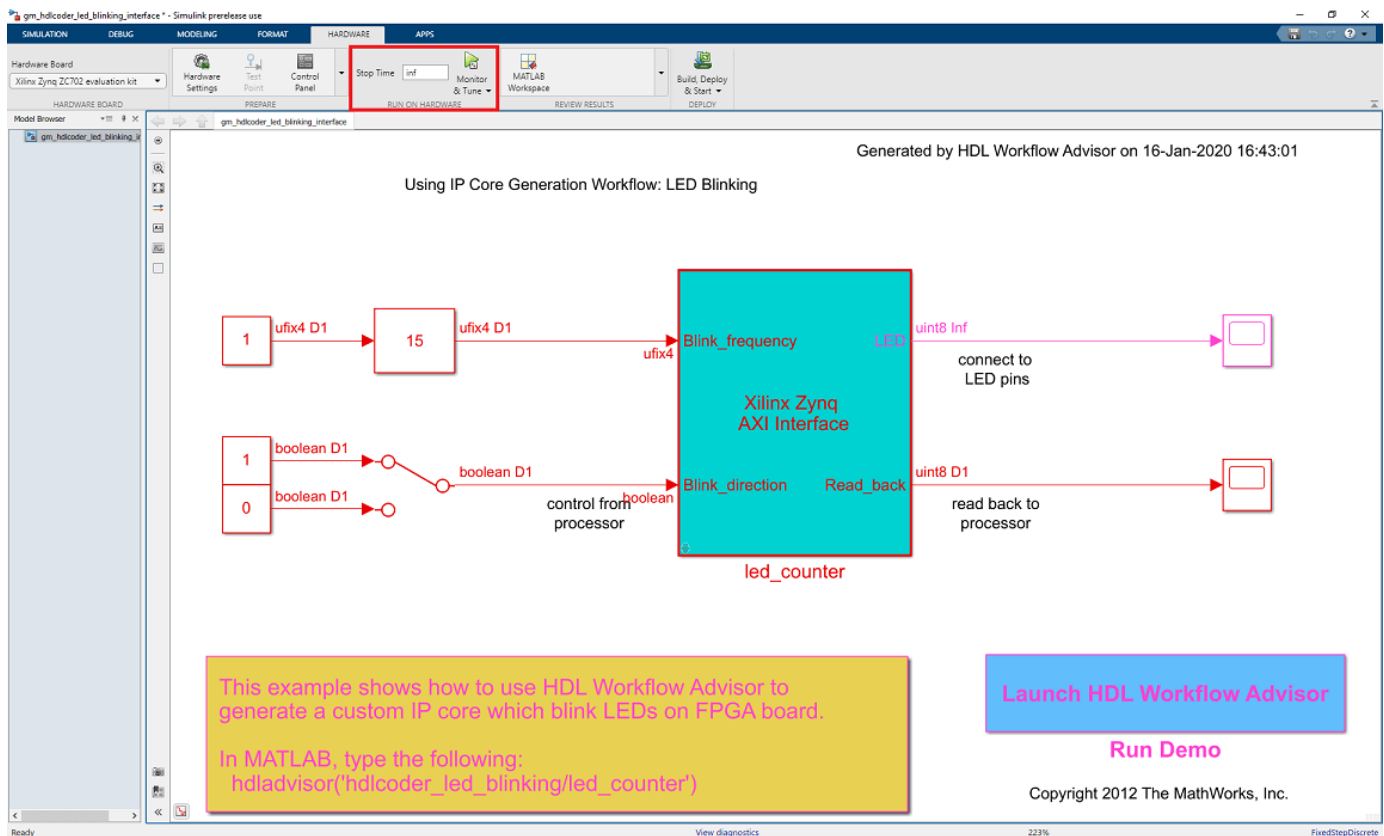 gm_hdlcoder_led_blinking_interface * - Simulink prerelease use
SIMULATION DEBUG MODELING FORMAT HARDWARE APPS
Hardware Board
Xilinx Zynq ZC702 evaluation kit
Hardware
Settings
Test
Point
Control
Panel
Stop Time inf
Monitor
& Tune
MATLAB
Workspace
Build, Deploy
& Start
HARDWARE BOARD PREPARE RUN ON HARDWARE REVIEW RESULTS DEPLOY
Model Browser
gm_hdlcoder_led_blinking_interface
gm_hdlcoder_led_blinking_i
Generated by HDL Workflow Advisor on 16-Jan-2020 16:43:01
Using IP Core Generation Workflow: LED Blinking
1
ufix4 D1
15
ufix4 D1
ufix4
Blink_frequency
LED
uint8 Inf
connect to
LED pins
Xilinx Zynq
AXI Interface
1
boolean D1
0
boolean D1
boolean D1
control from
processor
boolean
Blink_direction
Read_back
uint8 D1
read back to
processor
led_counter
This example shows how to use HDL Workflow Advisor to
generate a custom IP core which blink LEDs on FPGA board.
In MATLAB, type the following:
hdladvisor('hdlcoder_led_blinking/led_counter')
Launch HDL Workflow Advisor
Run Demo
Copyright 2012 The MathWorks, Inc.
Ready
View diagnostics
223%
FixedStepDiscrete